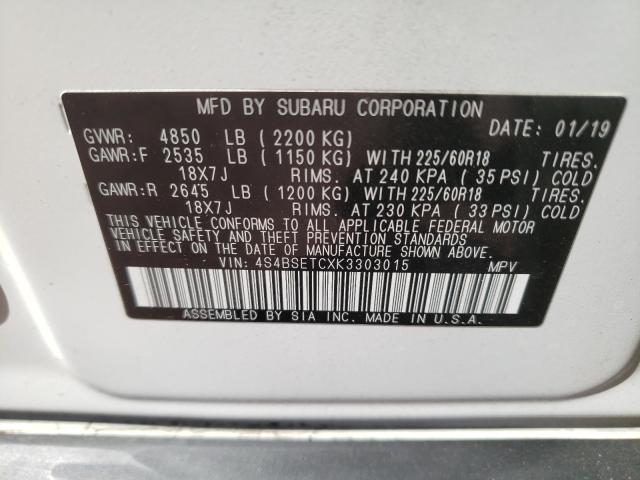 MFD BY SUBARU CORPORATION
DATE: 01/19
GVWR: 4850 LB (2200 KG)
GAWR:F 2535 LB (1150 KG) WITH 225/60R18 TIRES.
18X7J RIMS. AT 240 KPA (35 PSI) COLD
GAWR:R 2645 LB (1200 KG) WITH 225/60R18 TIRES.
18X7J RIMS. AT 230 KPA (33 PSI) COLD
THIS VEHICLE CONFORMS TO ALL APPLICABLE FEDERAL MOTOR
VEHICLE SAFETY AND THEFT PREVENTION STANDARDS
IN EFFECT ON THE DATE OF MANUFACTURE SHOWN ABOVE.
VIN: 4S4BSETCXK3303015 MPV
ASSEMBLED BY SIA INC. MADE IN U.S.A.